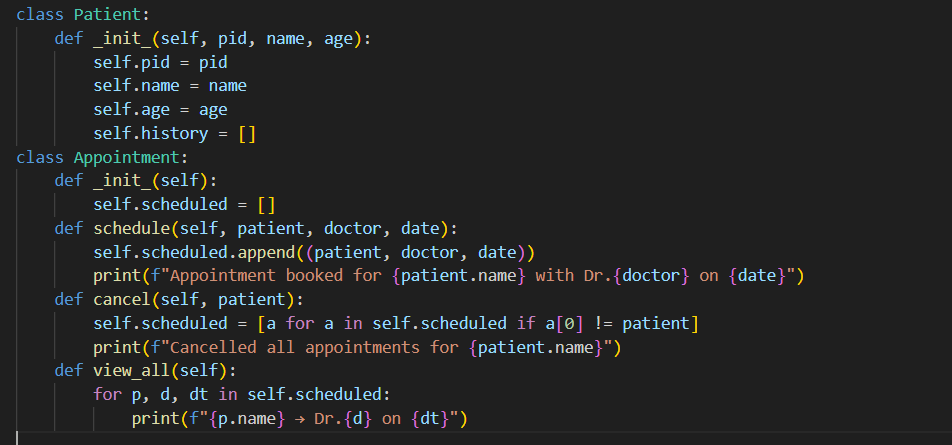 class Patient:
    def _init_(self, pid, name, age):
        self.pid = pid
        self.name = name
        self.age = age
        self.history = []
class Appointment:
    def _init_(self):
        self.scheduled = []
    def schedule(self, patient, doctor, date):
        self.scheduled.append((patient, doctor, date))
        print(f"Appointment booked for {patient.name} with Dr.{doctor} on {date}")
    def cancel(self, patient):
        self.scheduled = [a for a in self.scheduled if a[0] != patient]
        print(f"Cancelled all appointments for {patient.name}")
    def view_all(self):
        for p, d, dt in self.scheduled:
            print(f"{p.name} → Dr.{d} on {dt}")